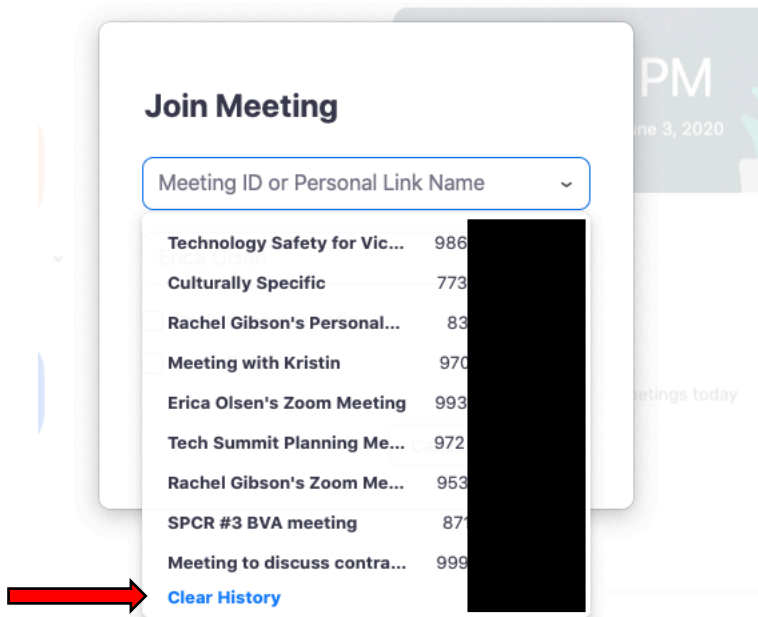 PM
June 3, 2020
Join Meeting
Meeting ID or Personal Link Name
Technology Safety for Vic... 986
Erica Olsen
Culturally Specific 773
Rachel Gibson's Personal... 83
Meeting with Kristin 970
Erica Olsen's Zoom Meeting 993
etings today
Tech Summit Planning Me... 972
Ca
Rachel Gibson's Zoom Me... 953
SPCR #3 BVA meeting 871
Meeting to discuss contra... 999
Clear History